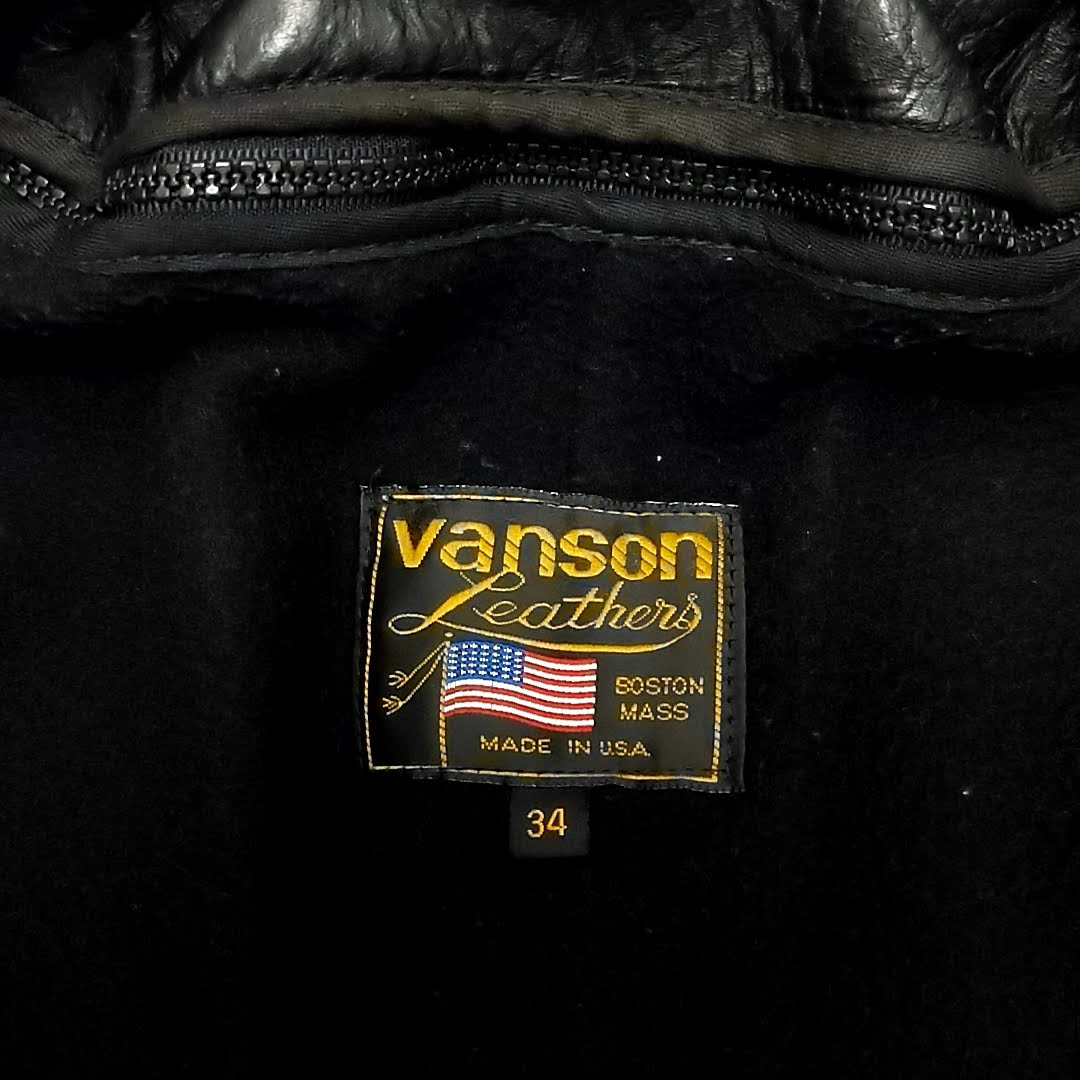 vanson
Leathers
BOSTON
MASS
MADE IN U.S.A.
34